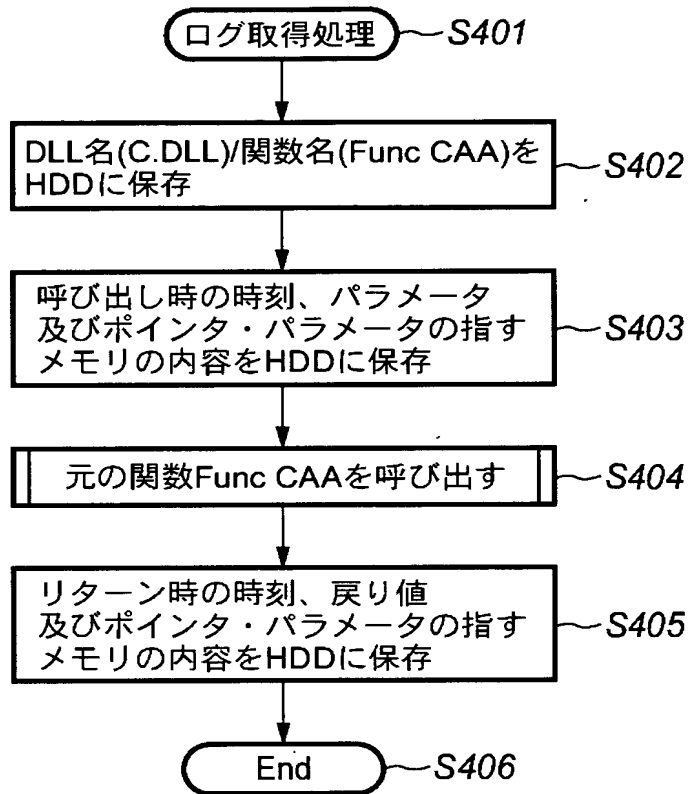 ログ取得処理 S401
DLL名(C.DLL)/関数名(Func CAA)を
HDDに保存
S402
呼び出し時の時刻、パラメータ
及びポインタ・パラメータの指す
メモリの内容をHDDに保存
S403
元の関数Func CAAを呼び出す S404
リターン時の時刻、戻り値
及びポインタ・パラメータの指す
メモリの内容をHDDに保存
S405
End S406